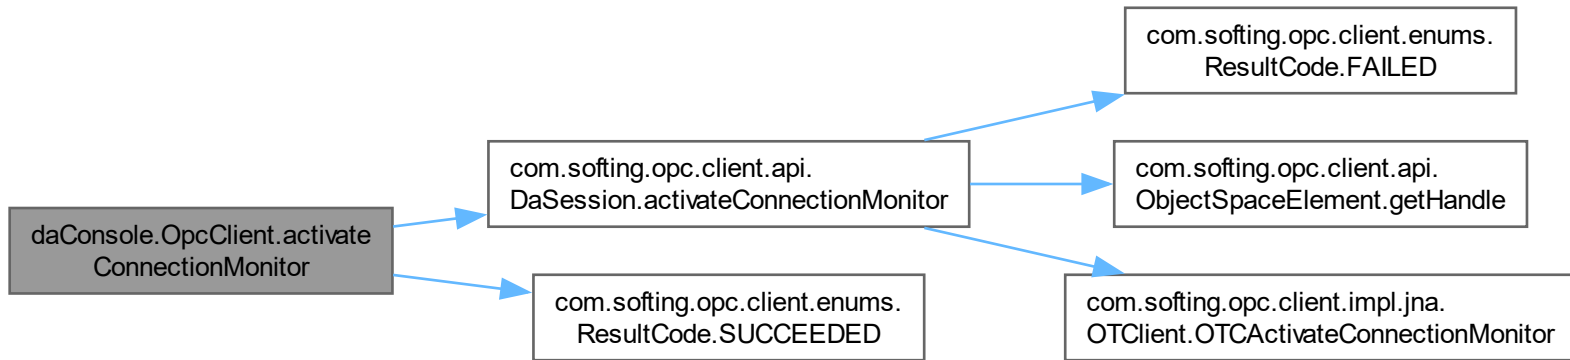 daConsole.OpcClient.activate
ConnectionMonitor
com.softing.opc.client.api.
DaSession.activateConnectionMonitor
com.softing.opc.client.enums.
ResultCode.SUCCEEDED
com.softing.opc.client.enums.
ResultCode.FAILED
com.softing.opc.client.api.
ObjectSpaceElement.getHandle
com.softing.opc.client.impl.jna.
OTClient.OTCActivateConnectionMonitor